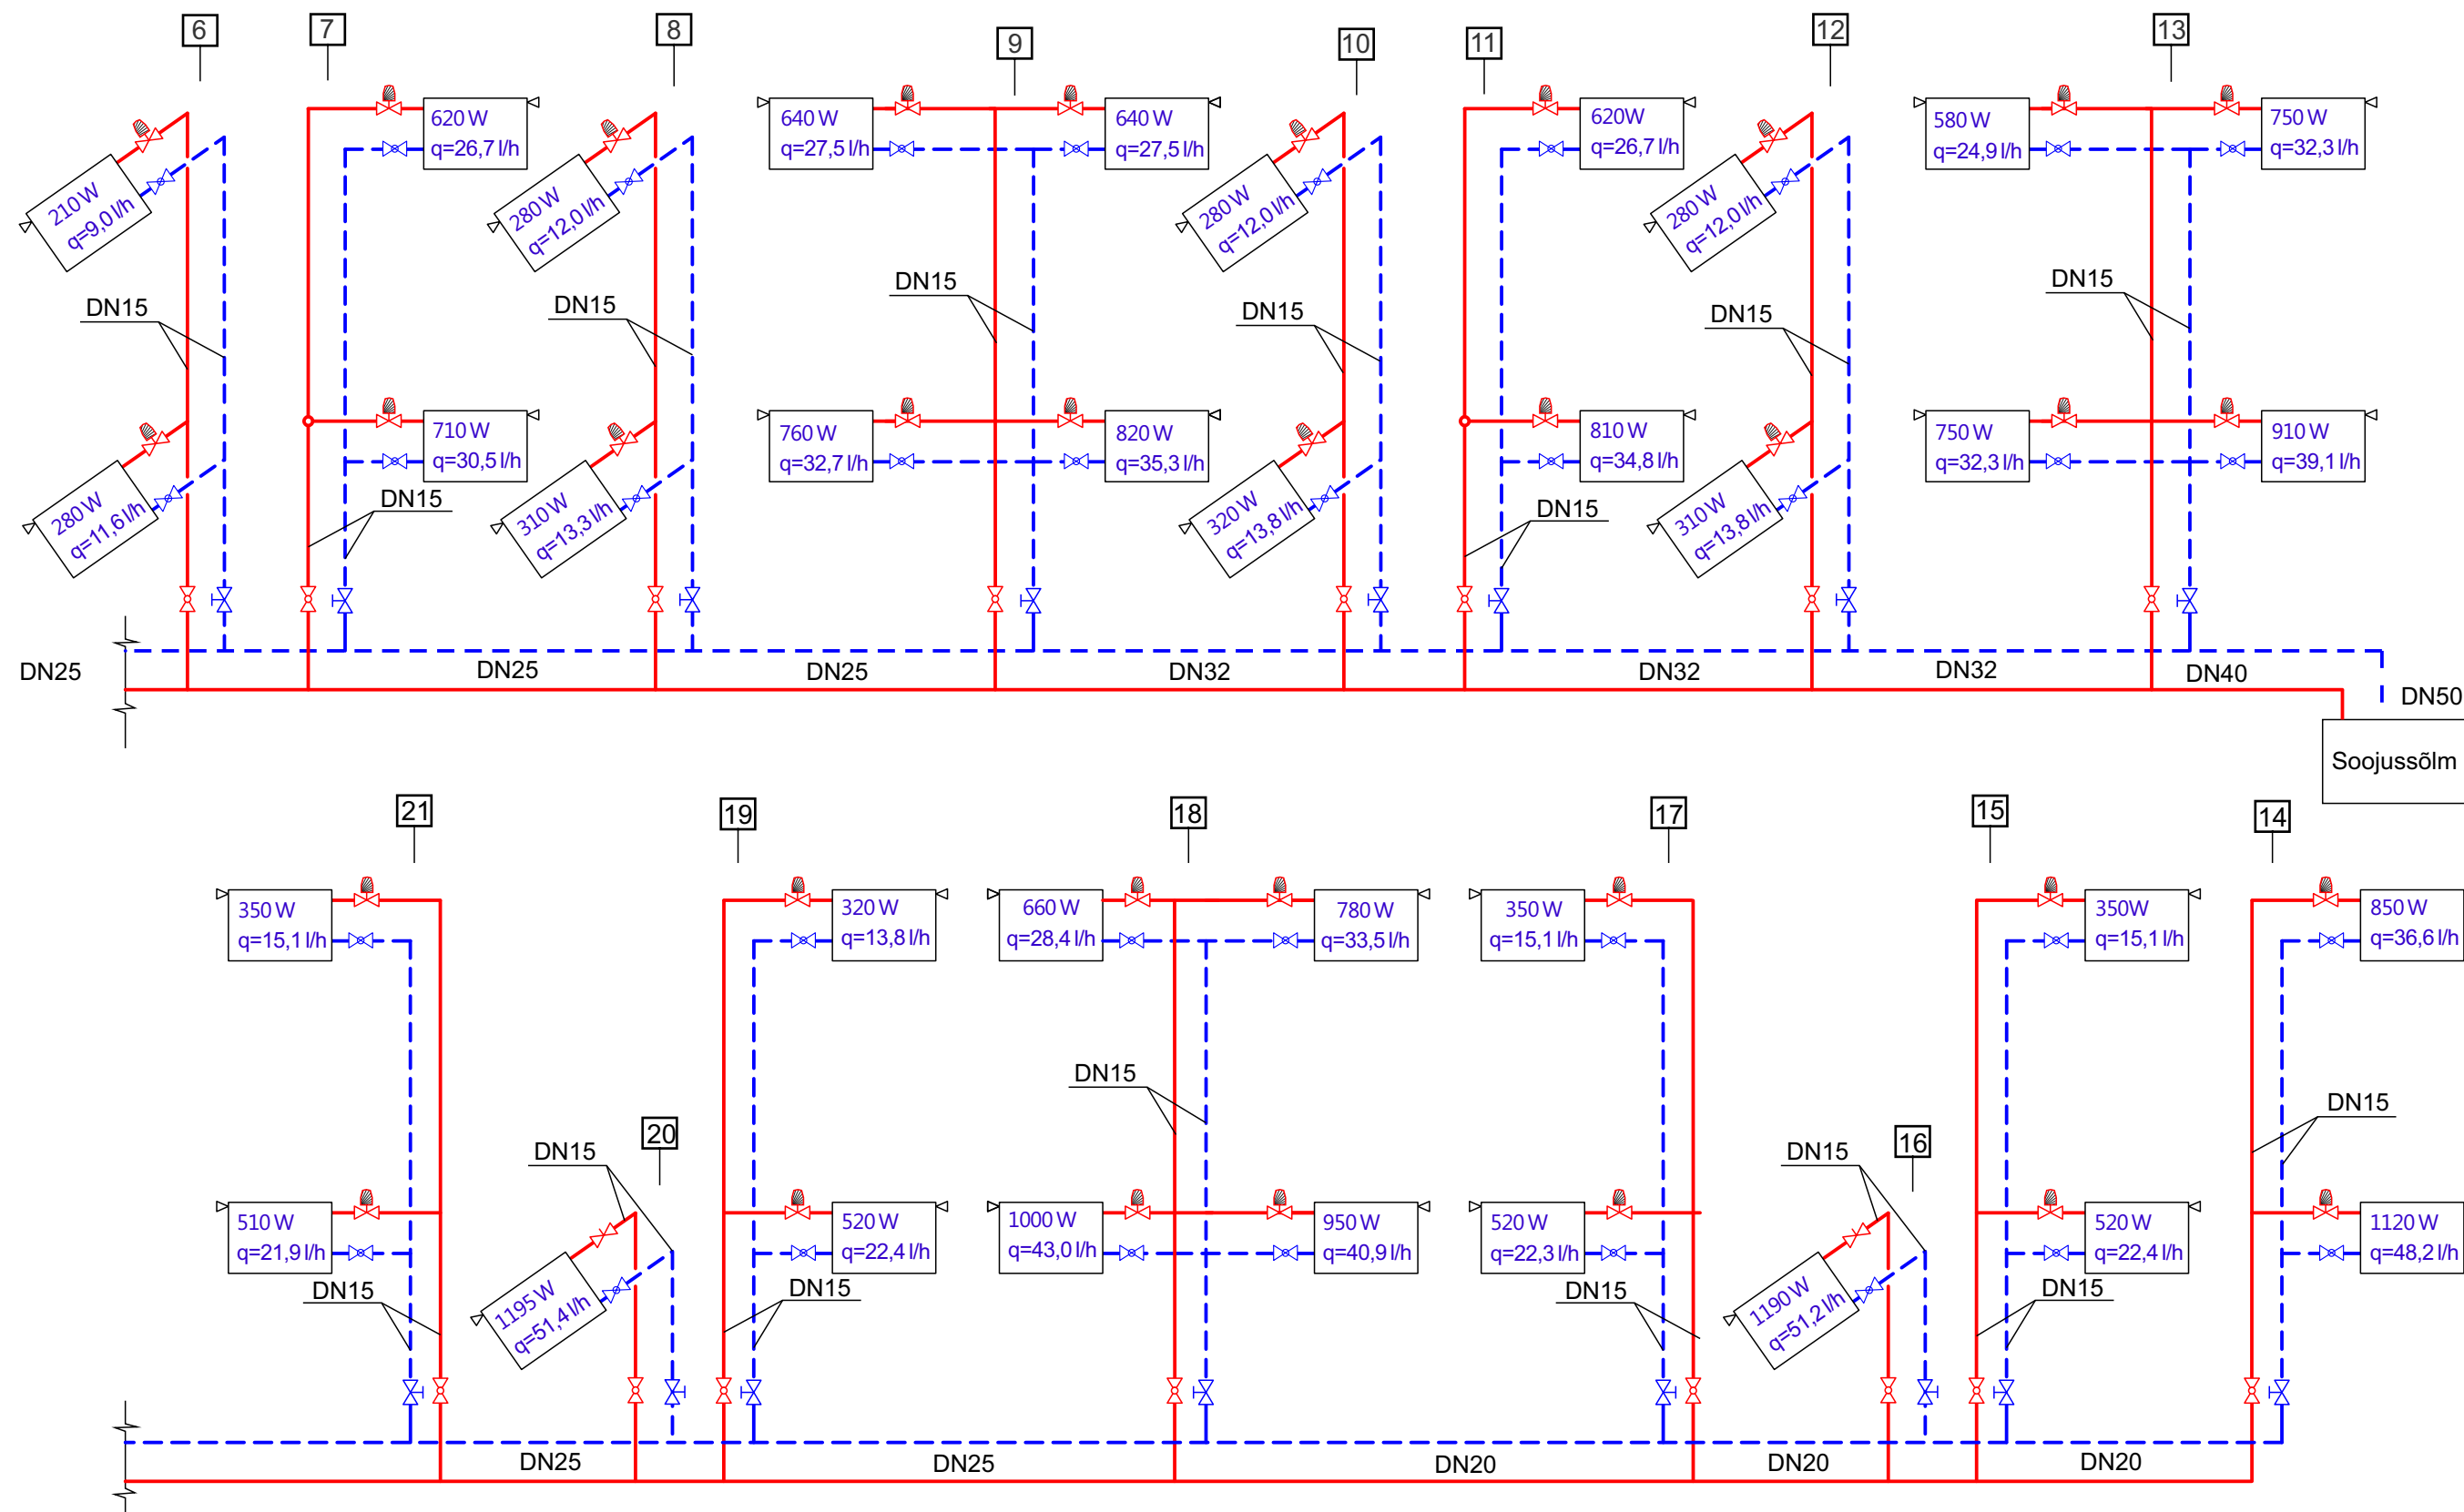 6
7
8
9
10
11
12
13
210 W
q=9,0 l/h
620 W
q=26,7 l/h
280 W
q=12,0 l/h
640 W
q=27,5 l/h
640 W
q=27,5 l/h
280 W
q=12,0 l/h
620W
q=26,7 l/h
280 W
q=12,0 l/h
580 W
q=24,9 l/h
750 W
q=32,3 l/h
DN15
DN15
DN15
DN15
DN15
DN15
280 W
q=11,6 l/h
710 W
q=30,5 l/h
310 W
q=13,3 l/h
760 W
q=32,7 l/h
820 W
q=35,3 l/h
320 W
q=13,8 l/h
810 W
q=34,8 l/h
310 W
q=13,8 l/h
750 W
q=32,3 l/h
910 W
q=39,1 l/h
DN15
DN15
DN25
DN25
DN25
DN32
DN32
DN32
DN40
DN50
Soojussõlm
21
19
18
17
15
14
350 W
q=15,1 l/h
320 W
q=13,8 l/h
660 W
q=28,4 l/h
780 W
q=33,5 l/h
350 W
q=15,1 l/h
350W
q=15,1 l/h
850 W
q=36,6 l/h
DN15
DN15
20
16
DN15
DN15
510 W
q=21,9 l/h
1195 W
q=51,4 l/h
520 W
q=22,4 l/h
1000 W
q=43,0 l/h
950 W
q=40,9 l/h
520 W
q=22,3 l/h
1190 W
q=51,2 l/h
520 W
q=22,4 l/h
1120 W
q=48,2 l/h
DN15
DN15
DN15
DN15
DN25
DN25
DN20
DN20
DN20